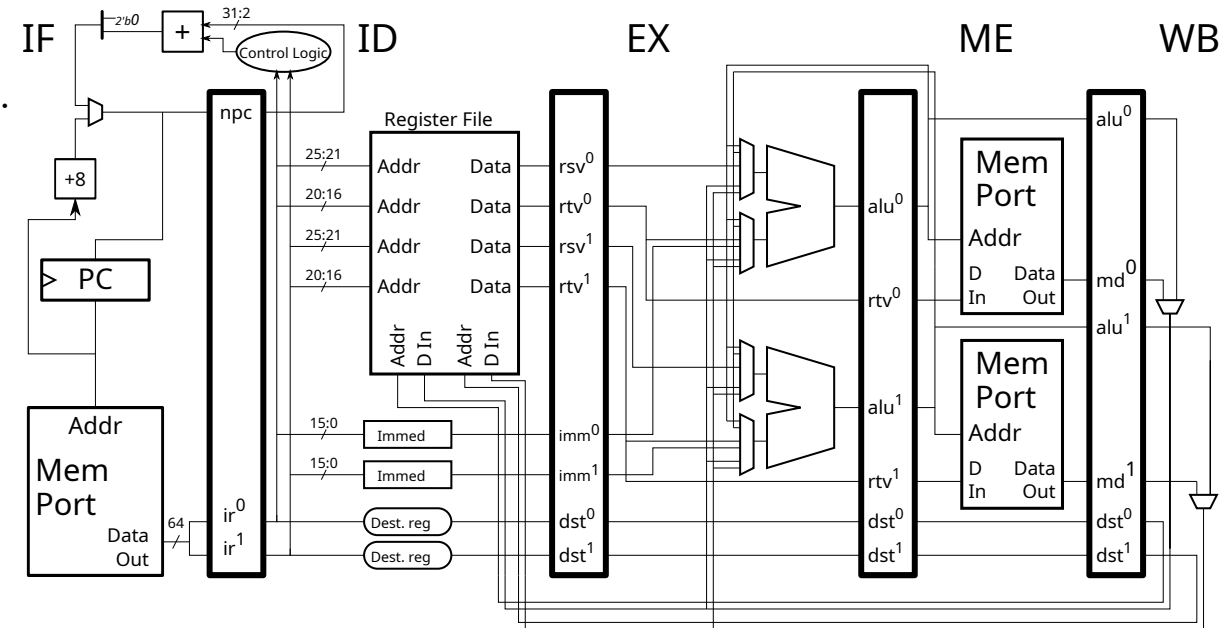 IF
ID
EX
ME
WB
2'b0
+
31:2
Control Logic
.
npc
Register File
alu0
+8
25:21
Addr
Data
rsv0
20:16
Addr
Data
rtv0
25:21
Addr
Data
rsv1
20:16
Addr
Data
rtv1
Addr
D In
Addr
D In
alu0
rtv0
Mem
Port
Addr
D
In
Data
Out
md0
alu1
PC
Addr
Mem
Port
Data
Out
64
ir0
ir1
15:0
Immed
imm0
15:0
Immed
imm1
Dest. reg
dst0
Dest. reg
dst1
alu1
rtv1
dst0
dst1
Mem
Port
Addr
D
In
Data
Out
md1
dst0
dst1